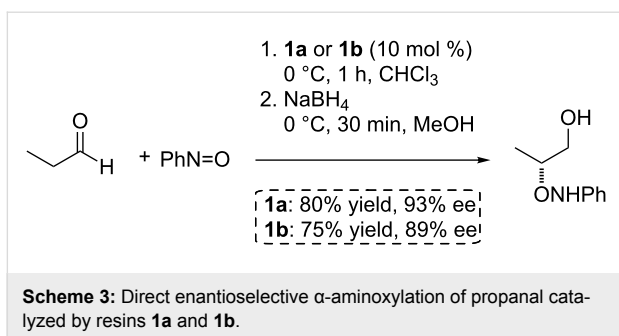 1. 1a or 1b (10 mol %)
0 °C, 1 h, CHCl₃
2. NaBH₄
0 °C, 30 min, MeOH
O
H
+ PhN=O
OH
ONHPh
1a: 80% yield, 93% ee
1b: 75% yield, 89% ee
Scheme 3: Direct enantioselective α-aminoxylation of propanal cata-
lyzed by resins 1a and 1b.